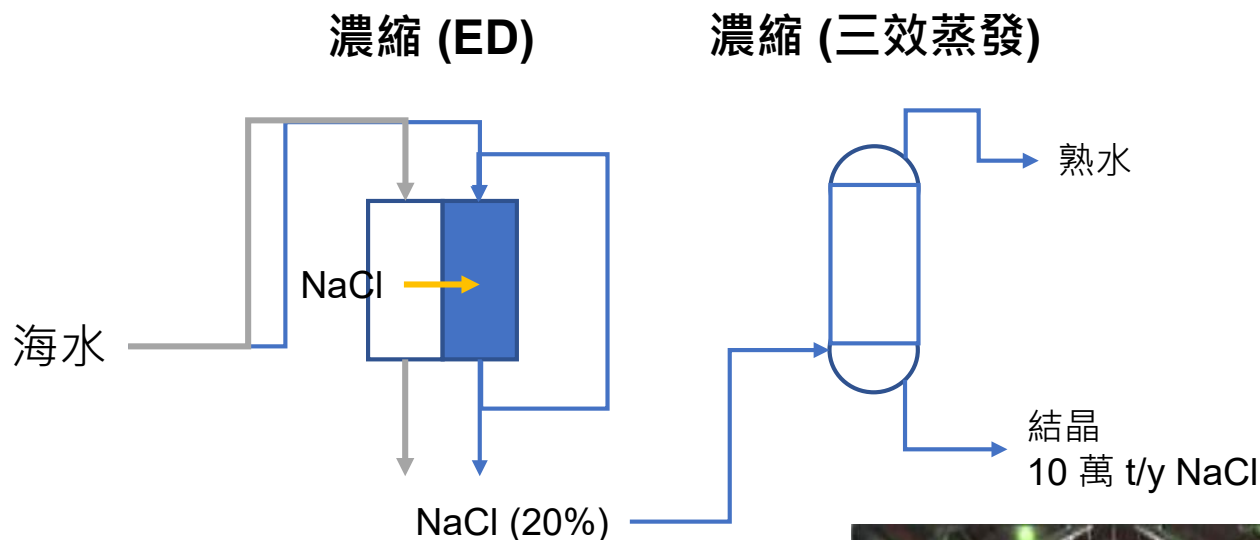 濃縮 (ED)
濃縮 (三效蒸發)
熟水
NaCl
海水
結晶
10 萬 t/y NaCl
NaCl (20%)